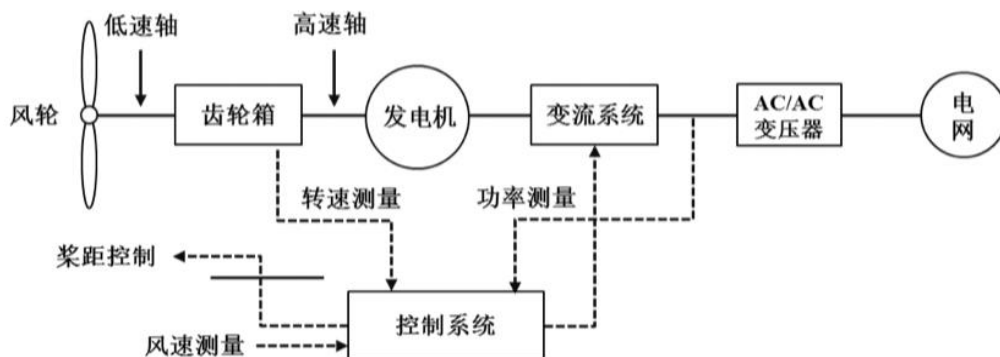 低速轴
高速轴
风轮
齿轮箱
发电机
变流系统
AC/AC
变压器
电
网
转速测量
功率测量
桨距控制
控制系统
风速测量